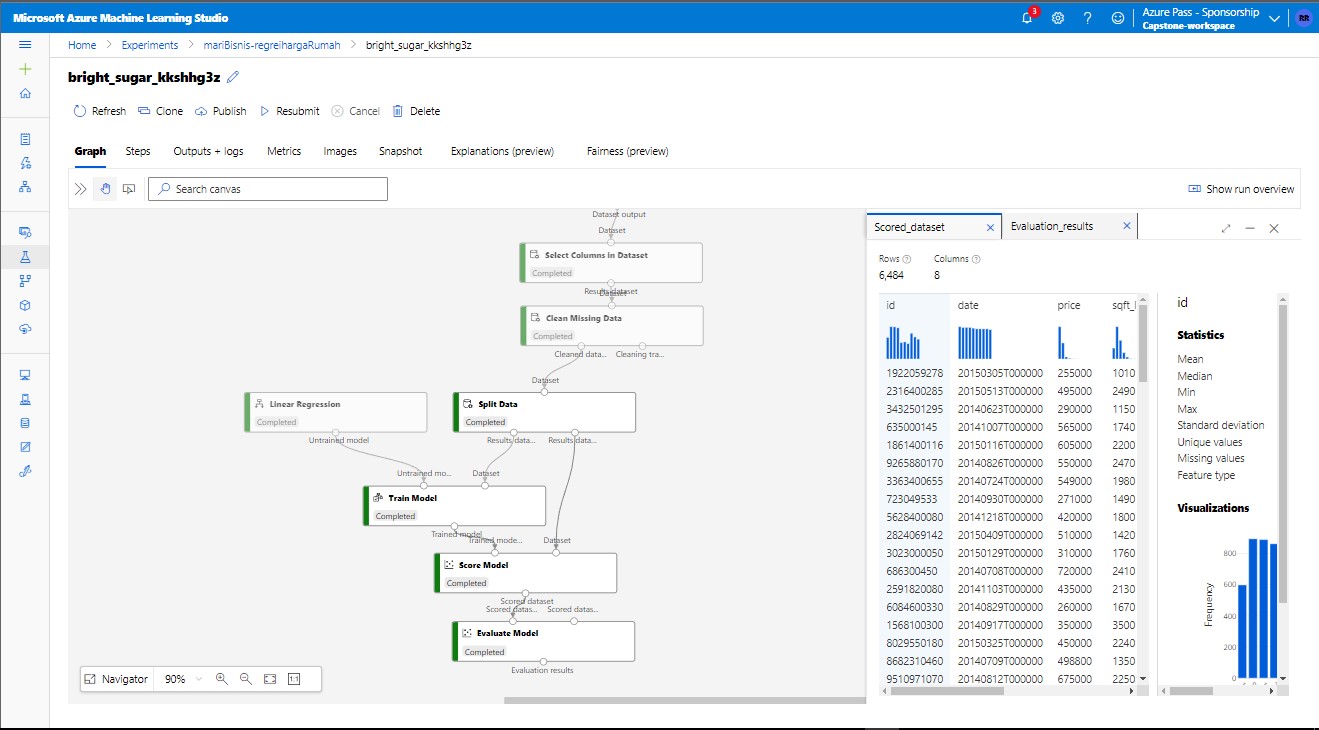 Microsoft Azure Machine Learning Studio
3
Azure Pass - Sponsorship
Capstone-workspace
RR
Home > Experiments > mariBisnis-regreihargaRumah > bright_sugar_kkshhg3z
bright_sugar_kkshhg3z
Refresh Clone Publish Resubmit Cancel Delete
Graph Steps Outputs + logs Metrics Images Snapshot Explanations (preview) Fairness (preview)
Search canvas
Show run overview
Dataset output
Dataset
Select Columns in Dataset
Completed
Clean Missing Data
Completed
Cleaned data... Cleaning tra...
Dataset
Linear Regression
Completed
Untrained model
Split Data
Completed
Results data... Results data...
Untrained mo... Dataset
Train Model
Completed
Trained model
Trained mode... Dataset
Score Model
Completed
Scored dataset
Scored datas... Scored datas...
Evaluate Model
Completed
Evaluation results
Navigator 90% 1:1
Scored_dataset Evaluation_results
Rows Columns
6,484 8
id date price sqft_l
1922059278 20150305T000000 255000 1010
2316400285 20150513T000000 495000 2490
3432501295 20140623T000000 290000 1150
635000145 20141007T000000 565000 1740
1861400116 20150116T000000 605000 2200
9265880170 20140826T000000 550000 2470
3363400655 20140724T000000 549000 1980
723049533 20140930T000000 271000 1490
5628400080 20141218T000000 420000 1800
2824069142 20150409T000000 510000 1420
3023000050 20150129T000000 310000 1760
686300450 20140708T000000 720000 2410
2591820080 20141103T000000 435000 2130
6084600330 20140829T000000 260000 1670
1568100300 20140917T000000 350000 3500
8029550180 20150325T000000 450000 2240
8682310460 20140709T000000 498800 1350
9510971070 20140812T000000 675000 2250
id
Statistics
Mean
Median
Min
Max
Standard deviation
Unique values
Missing values
Feature type
Visualizations
Frequency
800
600
400
200
0